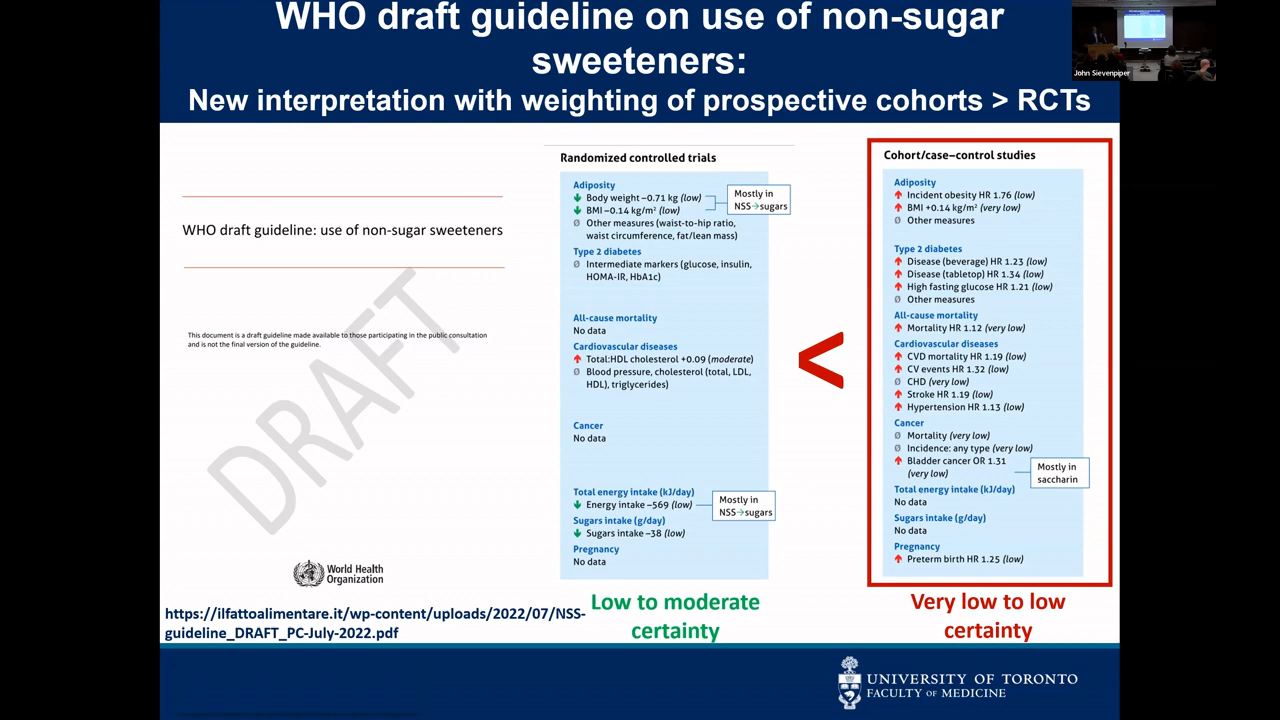 WHO draft guideline on use of non-sugar
sweeteners:
New interpretation with weighting of prospective cohorts > RCTs
John Sievenpiper
WHO draft guideline: use of non-sugar sweeteners
This document is a draft guideline made available to those participating in the public consultation
and is not the final version of the guideline.
DRAFT
World Health
Organization
https://ilfattoalimentare.it/wp-content/uploads/2022/07/NSS-
guideline_DRAFT_PC-July-2022.pdf
Randomized controlled trials
Adiposity
↓ Body weight –0.71 kg (low)
↓ BMI –0.14 kg/m² (low)
Mostly in
NSS→sugars
Ø Other measures (waist-to-hip ratio,
waist circumference, fat/lean mass)
Type 2 diabetes
Ø Intermediate markers (glucose, insulin,
HOMA-IR, HbA1c)
All-cause mortality
No data
Cardiovascular diseases
↑ Total:HDL cholesterol +0.09 (moderate)
Ø Blood pressure, cholesterol (total, LDL,
HDL), triglycerides)
Cancer
No data
Total energy intake (kJ/day)
↓ Energy intake –569 (low)
Mostly in
NSS→sugars
Sugars intake (g/day)
↓ Sugars intake –38 (low)
Pregnancy
No data
Low to moderate
certainty
<
Cohort/case–control studies
Adiposity
↑ Incident obesity HR 1.76 (low)
↑ BMI +0.14 kg/m² (very low)
Ø Other measures
Type 2 diabetes
↑ Disease (beverage) HR 1.23 (low)
↑ Disease (tabletop) HR 1.34 (low)
↑ High fasting glucose HR 1.21 (low)
Ø Other measures
All-cause mortality
↑ Mortality HR 1.12 (very low)
Cardiovascular diseases
↑ CVD mortality HR 1.19 (low)
↑ CV events HR 1.32 (low)
Ø CHD (very low)
↑ Stroke HR 1.19 (low)
↑ Hypertension HR 1.13 (low)
Cancer
Ø Mortality (very low)
Ø Incidence: any type (very low)
↑ Bladder cancer OR 1.31
(very low)
Mostly in
saccharin
Total energy intake (kJ/day)
No data
Sugars intake (g/day)
No data
Pregnancy
↑ Preterm birth HR 1.25 (low)
Very low to low
certainty
UNIVERSITY OF TORONTO
FACULTY OF MEDICINE